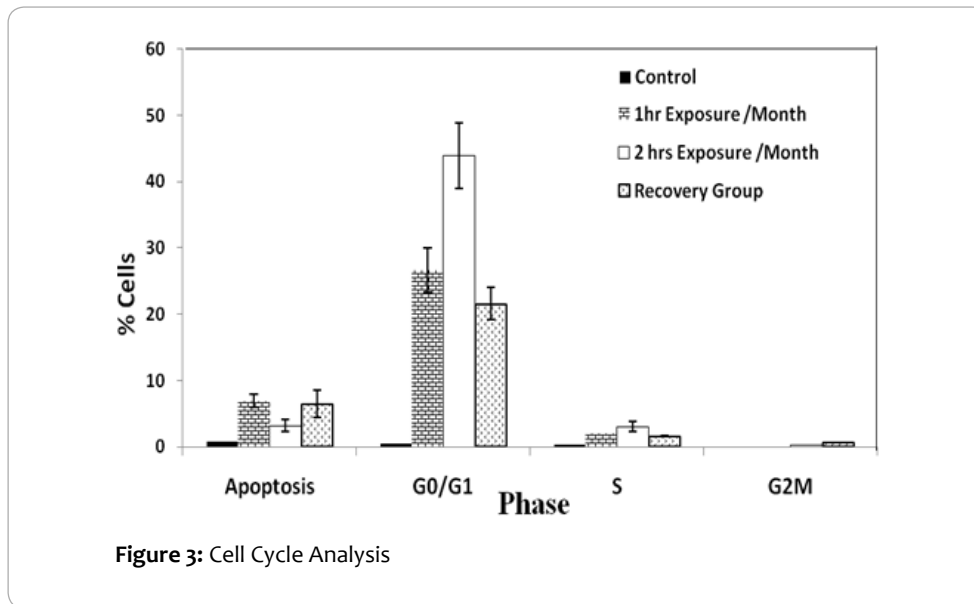 60
50
40
30
20
10
0
% Cells
Control
1hr Exposure /Month
2 hrs Exposure /Month
Recovery Group
Apoptosis G0/G1 S G2M
Phase
Figure 3: Cell Cycle Analysis